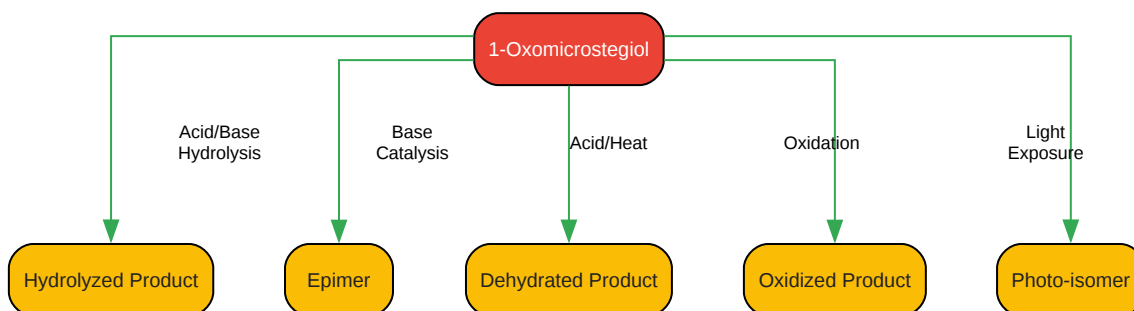 1-Oxomicrostegiol
Acid/Base
Hydrolysis
Base
Catalysis
Acid/Heat
Oxidation
Light
Exposure
Hydrolyzed Product
Epimer
Dehydrated Product
Oxidized Product
Photo-isomer